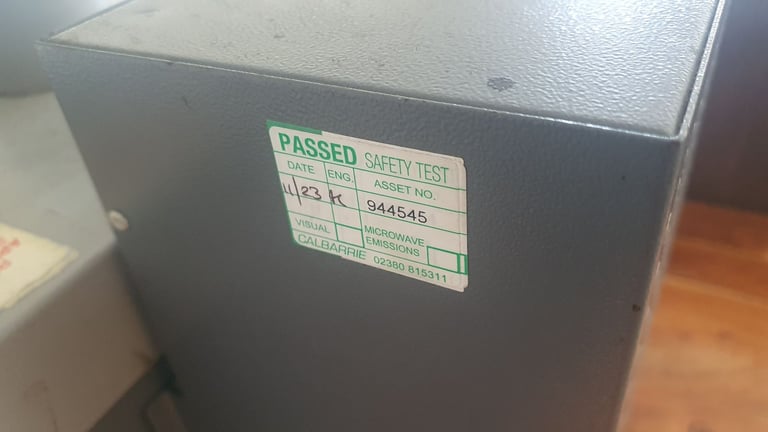 PASSED SAFETY TEST
DATE ENG ASSET NO.
11/23 944545
VISUAL MICROWAVE EMISSIONS
CALBARRIE 02380 815311